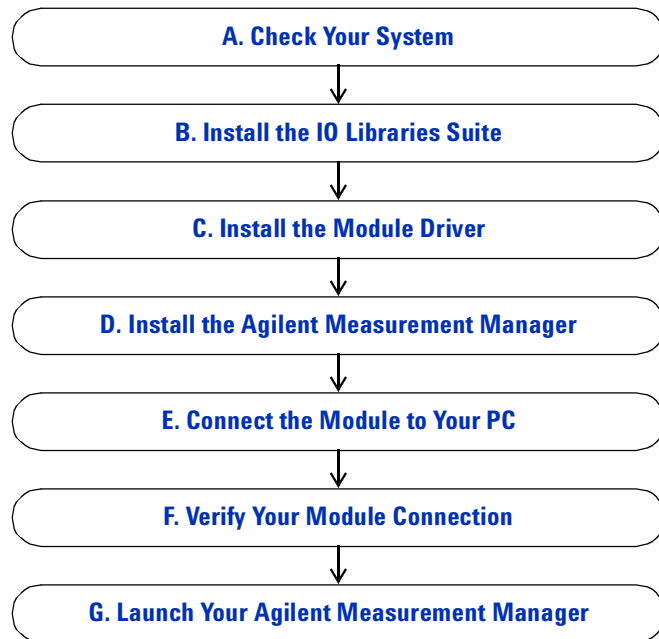 A. Check Your System
B. Install the IO Libraries Suite
C. Install the Module Driver
D. Install the Agilent Measurement Manager
E. Connect the Module to Your PC
F. Verify Your Module Connection
G. Launch Your Agilent Measurement Manager